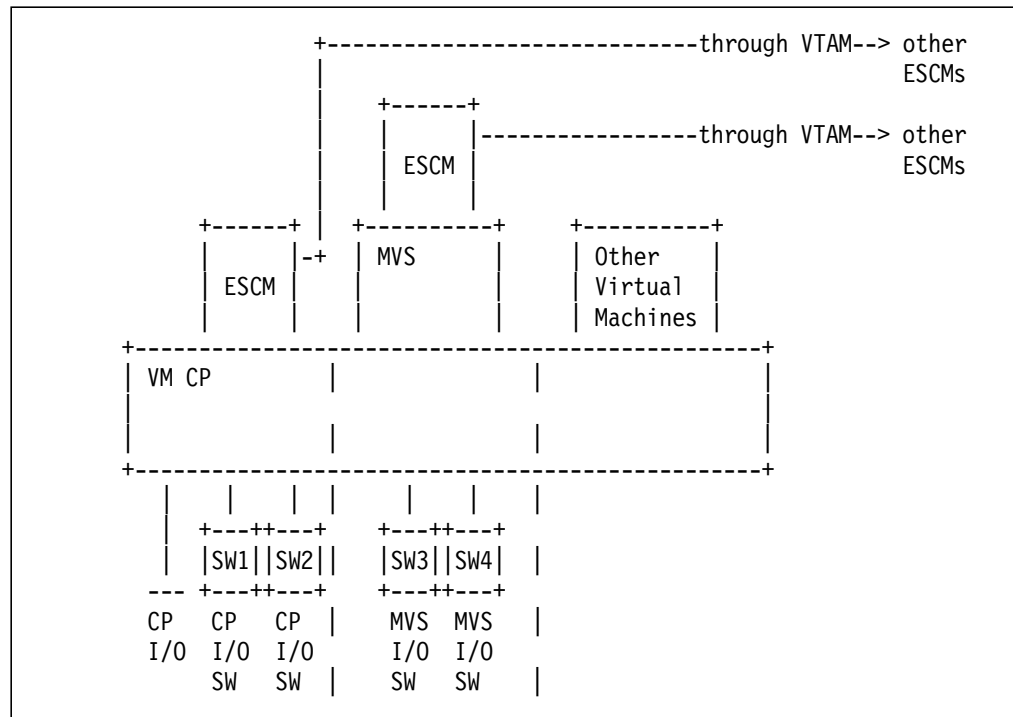 through VTAM--> other
ESCMs
through VTAM--> other
ESCM ESCMs
MVS Other
ESCM Virtual
Machines
VM CP
SW1 SW2 SW3 SW4
CP CP CP MVS MVS
I/O I/O I/O I/O I/O
SW SW SW SW